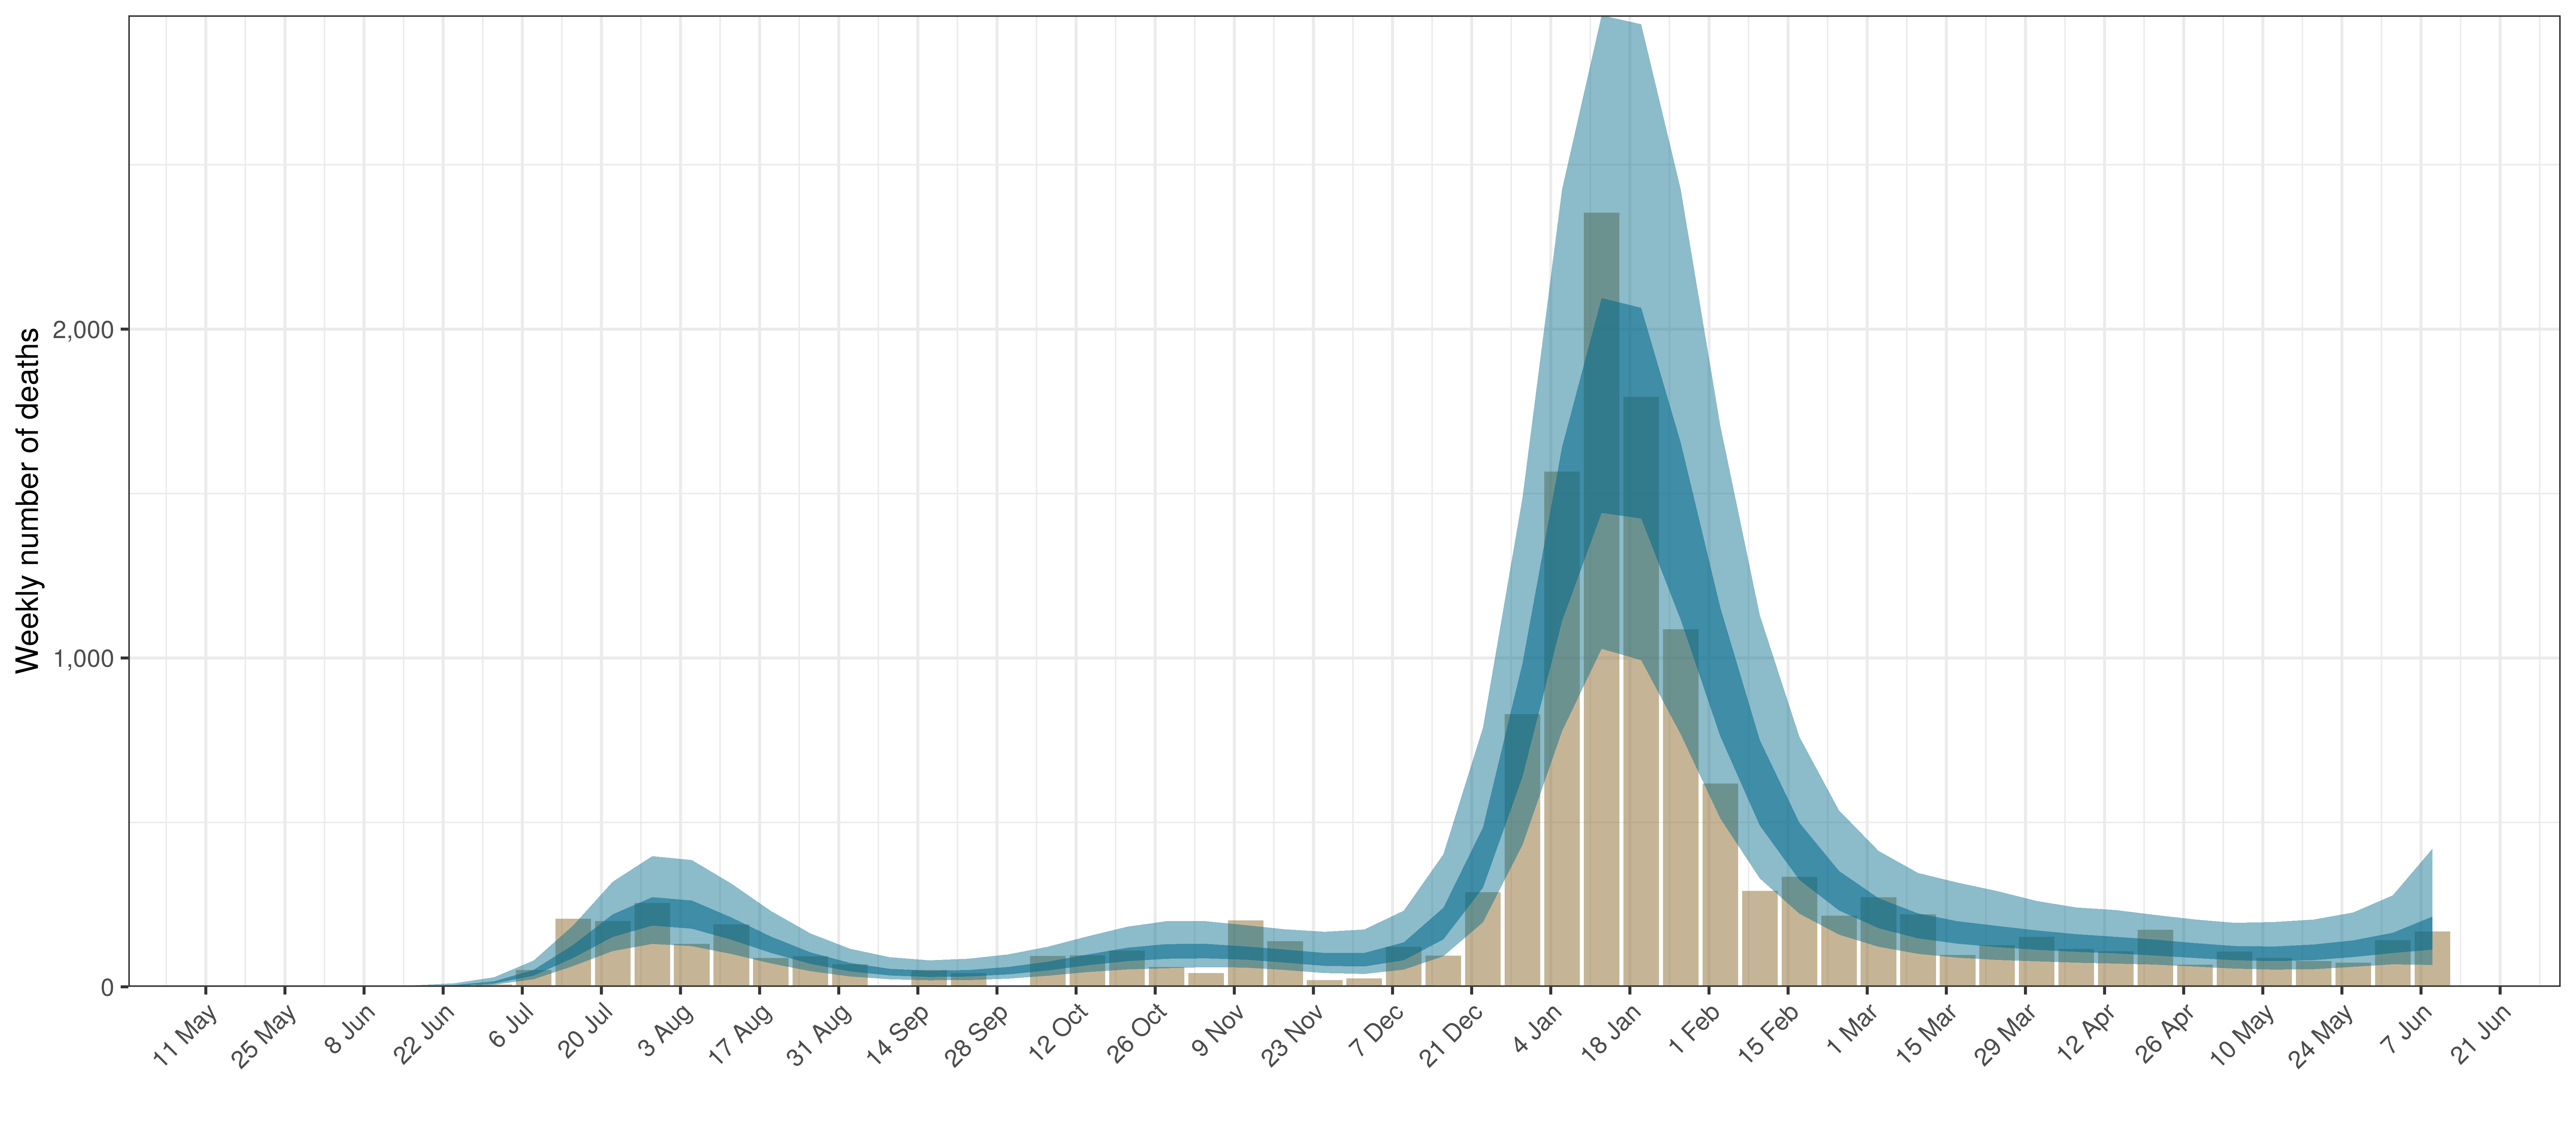 Weekly number of deaths
2,000
1,000
0
11 May
25 May
8 Jun
22 Jun
6 Jul
20 Jul
3 Aug
17 Aug
31 Aug
14 Sep
28 Sep
12 Oct
26 Oct
9 Nov
23 Nov
7 Dec
21 Dec
4 Jan
18 Jan
1 Feb
15 Feb
1 Mar
15 Mar
29 Mar
12 Apr
26 Apr
10 May
24 May
7 Jun
21 Jun